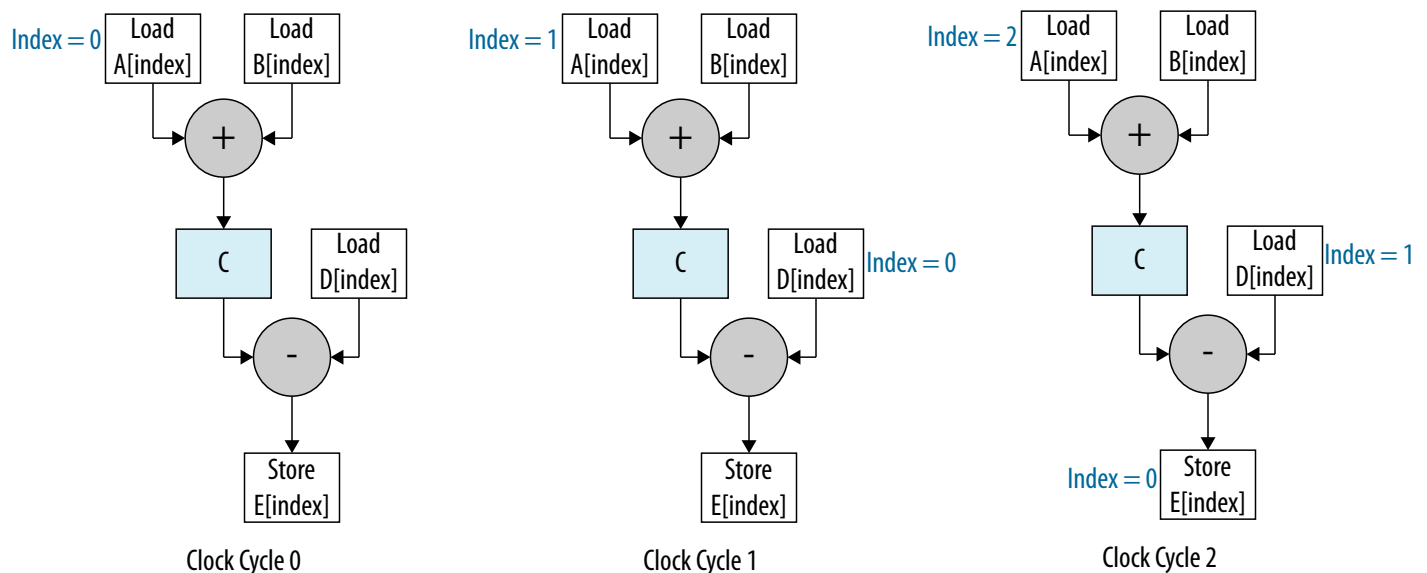 Index = 0
Load
A[index]
Load
B[index]
+
C
Load
D[index]
-
Store
E[index]
Clock Cycle 0
Index = 1
Load
A[index]
Load
B[index]
+
C
Load
D[index]
Index = 0
-
Store
E[index]
Clock Cycle 1
Index = 2
Load
A[index]
Load
B[index]
+
C
Load
D[index]
Index = 1
-
Index = 0
Store
E[index]
Clock Cycle 2